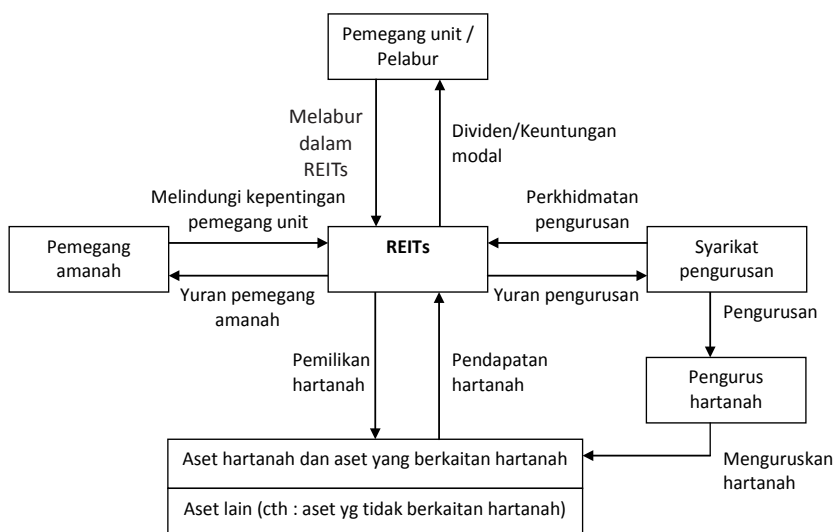 Pemegang unit /
Pelabur
Melabur
dalam
REITs
Dividen/Keuntungan
modal
Melindungi kepentingan
pemegang unit
Perkhidmatan
pengurusan
Pemegang
amanah
REITs
Syarikat
pengurusan
Yuran pemegang
amanah
Yuran pengurusan
Pengurusan
Pemilikan
hartanah
Pendapatan
hartanah
Pengurus
hartanah
Aset hartanah dan aset yang berkaitan hartanah
Menguruskan
hartanah
Aset lain (cth : aset yg tidak berkaitan hartanah)